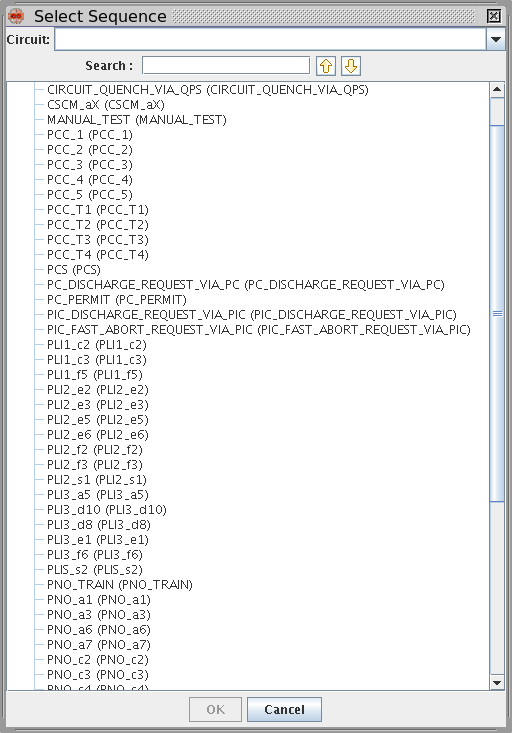 Select Sequence
Circuit:
Search :
CIRCUIT_QUENCH_VIA_QPS (CIRCUIT_QUENCH_VIA_QPS)
CSCM_aX (CSCM_aX)
MANUAL_TEST (MANUAL_TEST)
PCC_1 (PCC_1)
PCC_2 (PCC_2)
PCC_3 (PCC_3)
PCC_4 (PCC_4)
PCC_5 (PCC_5)
PCC_T1 (PCC_T1)
PCC_T2 (PCC_T2)
PCC_T3 (PCC_T3)
PCC_T4 (PCC_T4)
PCS (PCS)
PC_DISCHARGE_REQUEST_VIA_PC (PC_DISCHARGE_REQUEST_VIA_PC)
PC_PERMIT (PC_PERMIT)
PIC_DISCHARGE_REQUEST_VIA_PIC (PIC_DISCHARGE_REQUEST_VIA_PIC)
PIC_FAST_ABORT_REQUEST_VIA_PIC (PIC_FAST_ABORT_REQUEST_VIA_PIC)
PLI1_c2 (PLI1_c2)
PLI1_c3 (PLI1_c3)
PLI1_f5 (PLI1_f5)
PLI2_e2 (PLI2_e2)
PLI2_e3 (PLI2_e3)
PLI2_e5 (PLI2_e5)
PLI2_e6 (PLI2_e6)
PLI2_f2 (PLI2_f2)
PLI2_f3 (PLI2_f3)
PLI2_s1 (PLI2_s1)
PLI3_a5 (PLI3_a5)
PLI3_d10 (PLI3_d10)
PLI3_d8 (PLI3_d8)
PLI3_e1 (PLI3_e1)
PLI3_f6 (PLI3_f6)
PLIS_s2 (PLIS_s2)
PNO_TRAIN (PNO_TRAIN)
PNO_a1 (PNO_a1)
PNO_a3 (PNO_a3)
PNO_a6 (PNO_a6)
PNO_a7 (PNO_a7)
PNO_c2 (PNO_c2)
PNO_c3 (PNO_c3)
PNO_c4 (PNO_c4)
OK
Cancel